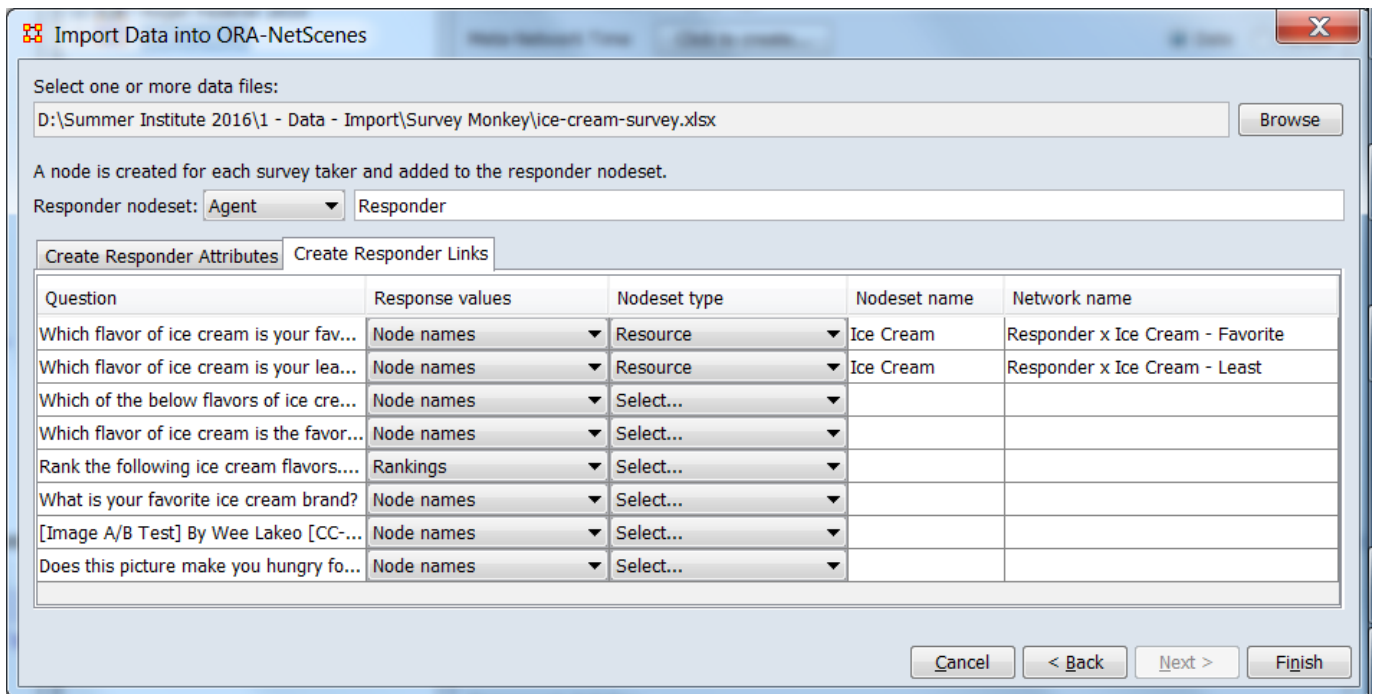 Import Data into ORA-NetScenes
Select one or more data files:
D:\Summer Institute 2016\1 - Data - Import\Survey Monkey\ice-cream-survey.xlsx
Browse
A node is created for each survey taker and added to the responder nodeset.
Responder nodeset: Agent Responder
Create Responder Attributes Create Responder Links
Question Response values Nodeset type Nodeset name Network name
Which flavor of ice cream is your fav... Node names Resource Ice Cream Responder x Ice Cream - Favorite
Which flavor of ice cream is your lea... Node names Resource Ice Cream Responder x Ice Cream - Least
Which of the below flavors of ice cre... Node names Select...
Which flavor of ice cream is the favor... Node names Select...
Rank the following ice cream flavors.... Rankings Select...
What is your favorite ice cream brand? Node names Select...
[Image A/B Test] By Wee Lakeo [CC-... Node names Select...
Does this picture make you hungry fo... Node names Select...
Cancel < Back Next > Finish